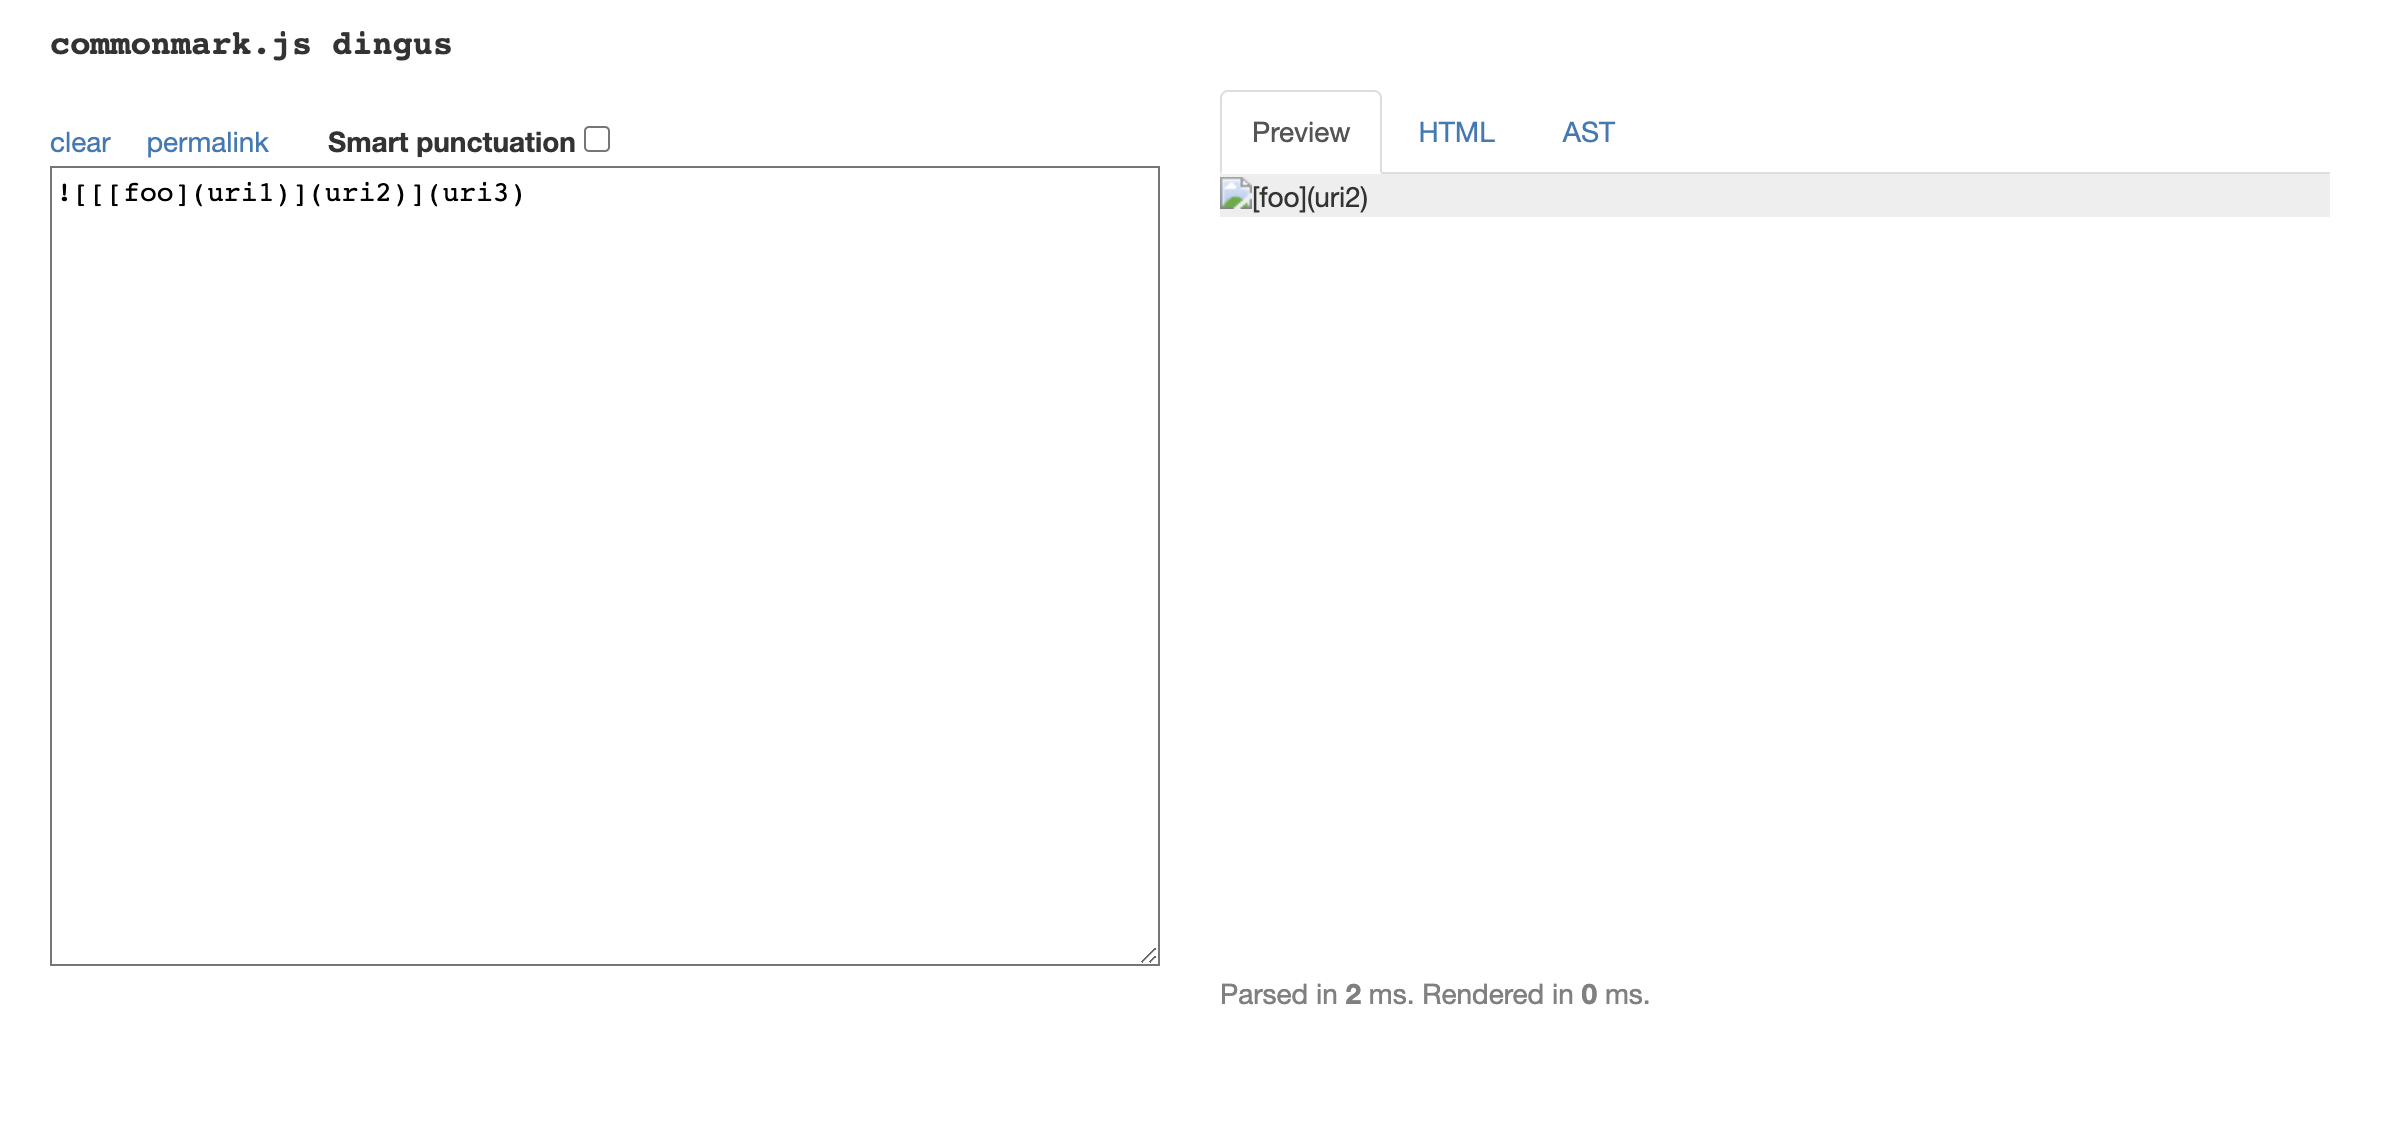 commonmark.js dingus
clear permalink Smart punctuation
![[[foo](uri1)](uri2)](uri3)
Preview HTML AST
[foo](uri2)
Parsed in 2 ms. Rendered in 0 ms.